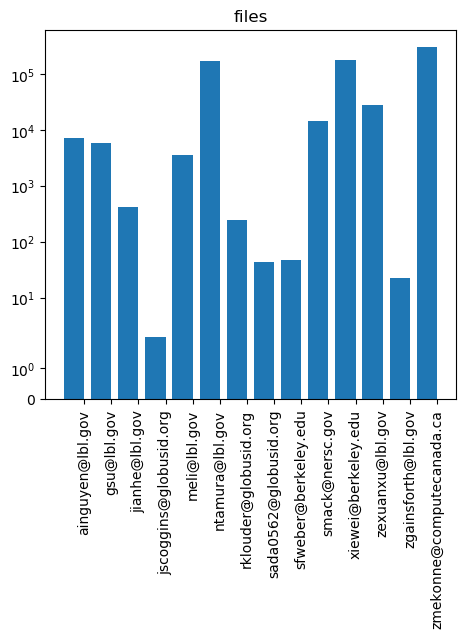 files
10^5
10^4
10^3
10^2
10^1
10^0
0
ainguyen@lbl.gov
gsu@lbl.gov
jianhe@lbl.gov
jscoggins@globusid.org
meli@lbl.gov
ntamura@lbl.gov
rklouder@globusid.org
sada0562@globusid.org
sfweber@berkeley.edu
smack@nersc.gov
xiewei@berkeley.edu
zexuanxu@lbl.gov
zgainsforth@lbl.gov
zmekonne@computecanada.ca